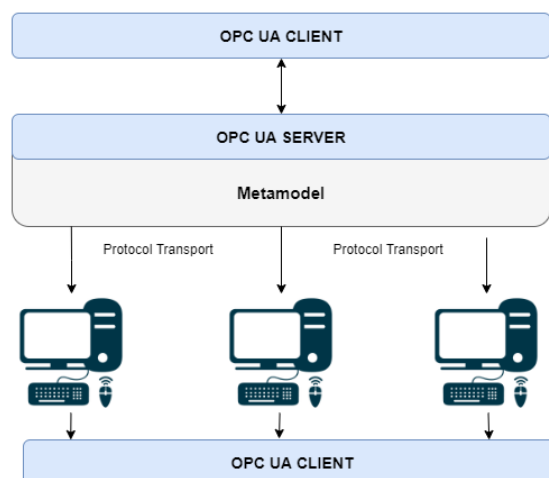 OPC UA CLIENT
OPC UA SERVER
Metamodel
Protocol Transport
Protocol Transport
OPC UA CLIENT